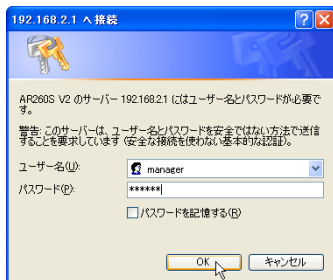 192.168.2.1 へ接続
AR260S V2 のサーバー 192.168.2.1 にはユーザー名とパスワードが必要で
す。
警告: このサーバーは、ユーザー名とパスワードを安全ではない方法で送信
することを要求しています (安全な接続を使わない基本的な認証)。
ユーザー名(U):
manager
パスワード(P):
******
パスワードを記憶する(R)
OK
キャンセル